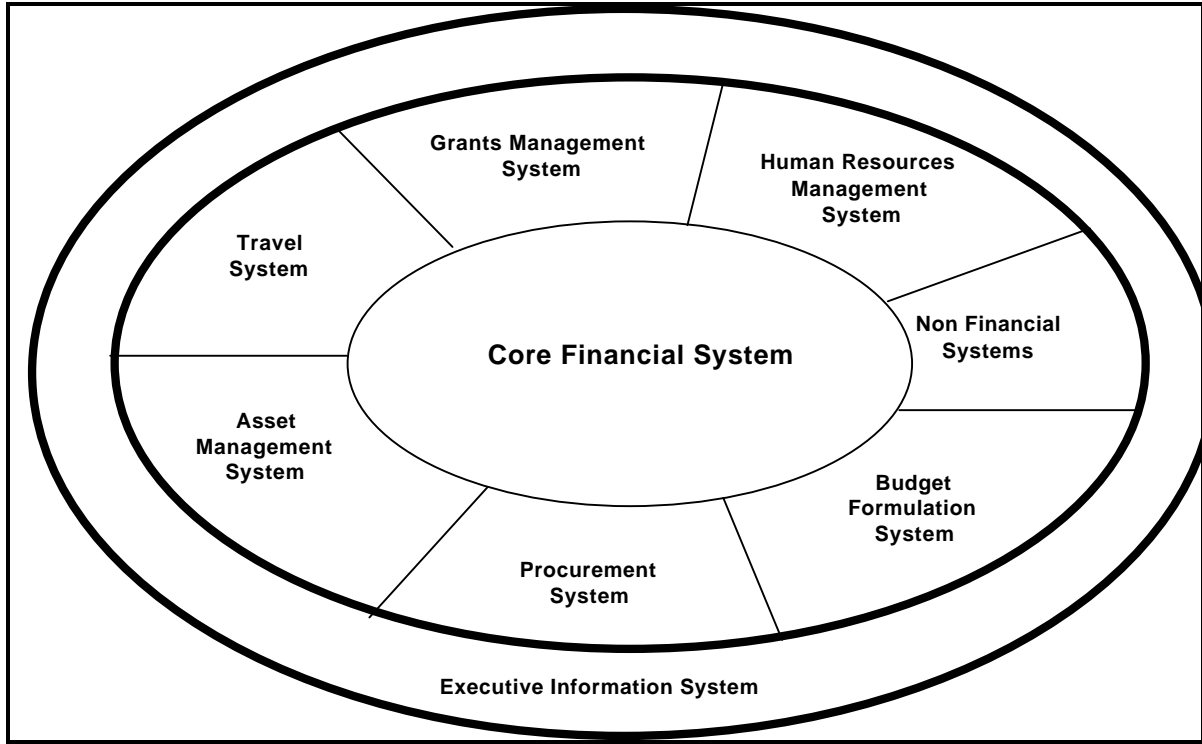 Grants Management
System
Human Resources
Management
System
Travel
System
Non Financial
Systems
Core Financial System
Asset
Management
System
Budget
Formulation
System
Procurement
System
Executive Information System